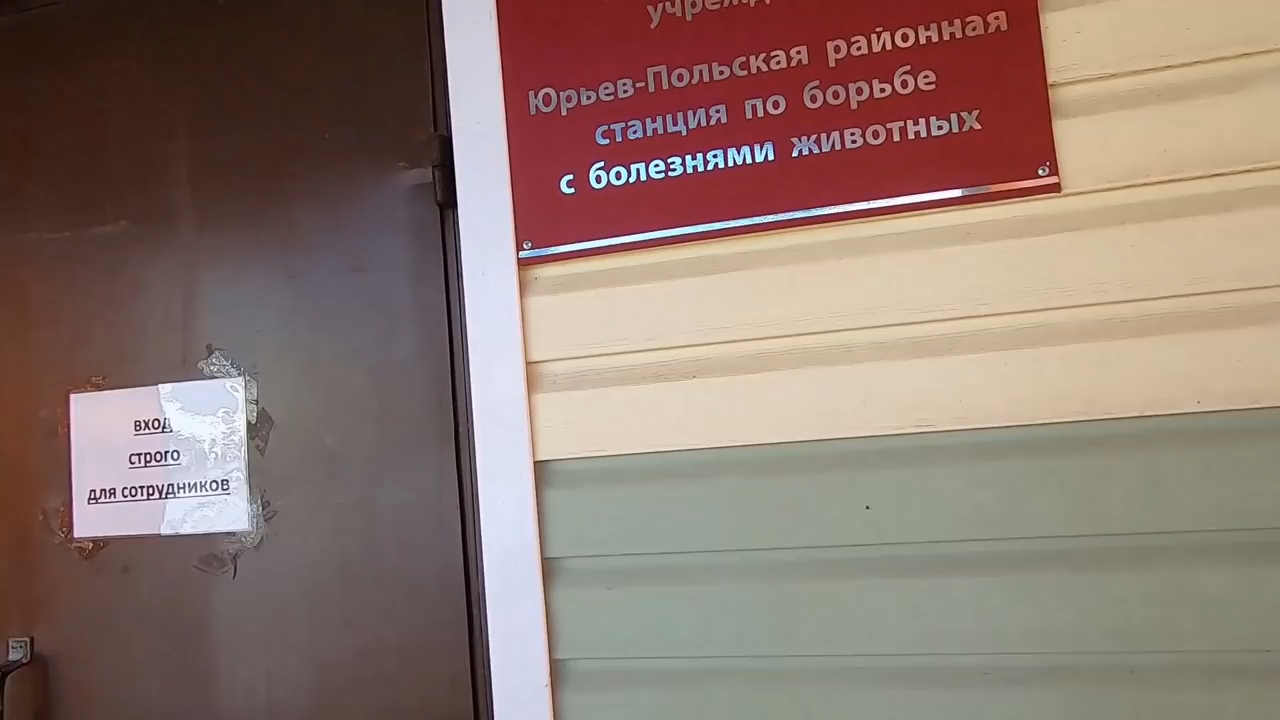 Юрьев-Польская районная
станция по борьбе
с болезнями животных
вход
строго
для сотрудников